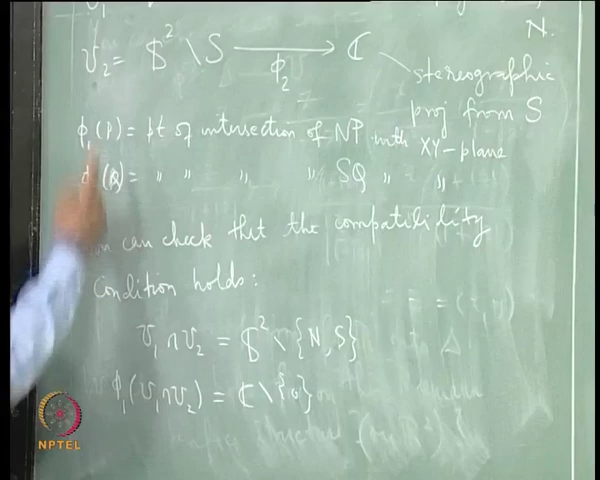 N.
U₂ = $² \ S ⟶ ℂ
ϕ₂
stereographic
proj from S
ϕ₁(P) = pt of intersection of NP with XY-plane
(Q) = " " " " SQ " "
can check that the compatibility
condition holds:
U₁ ∩ U₂ = $² \ {N, S}
ϕ₁(U₁ ∩ U₂) = ℂ \ {0}
NPTEL